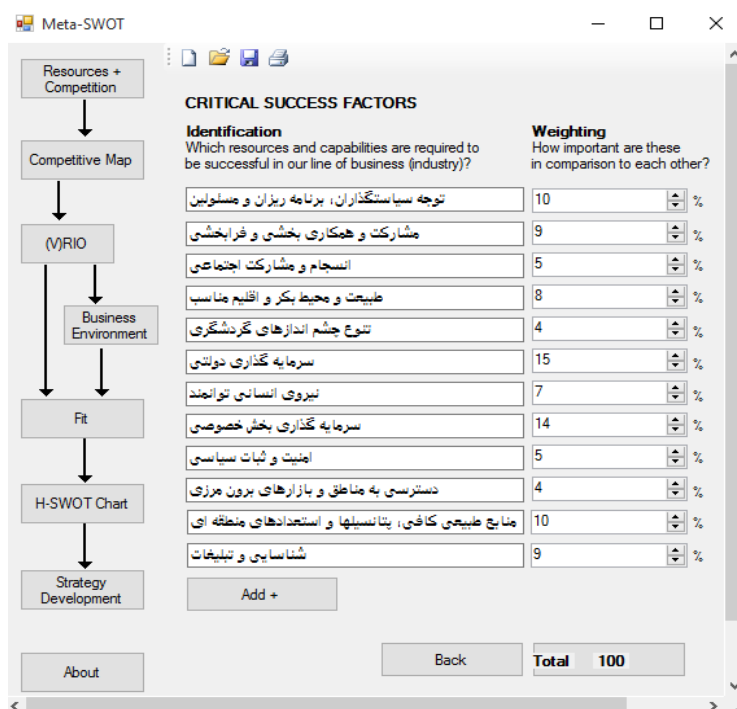 Meta-SWOT
Resources +
Competition
Competitive Map
(V)RIO
Business
Environment
Fit
H-SWOT Chart
Strategy
Development
About
CRITICAL SUCCESS FACTORS
Identification
Which resources and capabilities are required to
be successful in our line of business (industry)?
Weighting
How important are these
in comparison to each other?
توجه سیاستگذاران، برنامه ریزان و مسئولین 10 %
مشارکت و همکاری بخشی و فرابخشی 9 %
انسجام و مشارکت اجتماعی 5 %
طبیعت و محیط بکر و اقلیم مناسب 8 %
تنوع چشم اندازهای گردشگری 4 %
سرمایه گذاری دولتی 15 %
نیروی انسانی توانمند 7 %
سرمایه گذاری بخش خصوصی 14 %
امنیت و ثبات سیاسی 5 %
دسترسی به مناطق و بازارهای برون مرزی 4 %
منابع طبیعی کافی، پتانسیلها و استعدادهای منطقه ای 10 %
شناسایی و تبلیغات 9 %
Add +
Back
Total 100